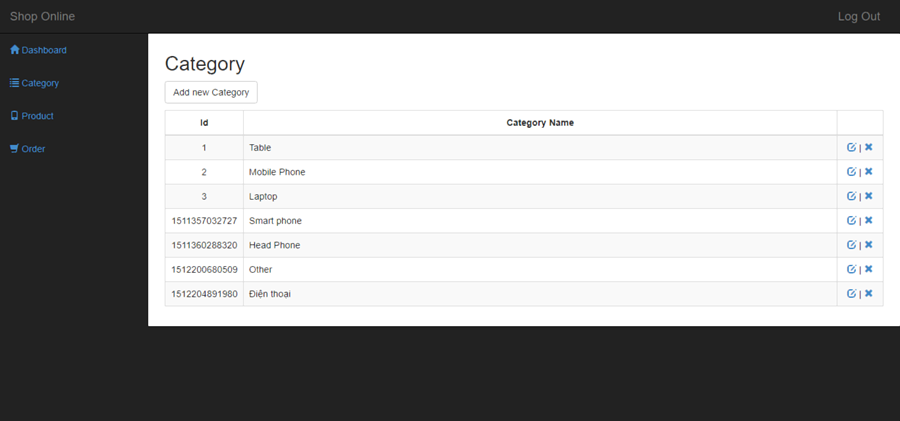 Shop Online Log Out
Dashboard
Category
Product
Order
Category
Add new Category
Id Category Name
1 Table |
2 Mobile Phone |
3 Laptop |
1511357032727 Smart phone |
1511360288320 Head Phone |
1512200680509 Other |
1512204891980 Điện thoại |